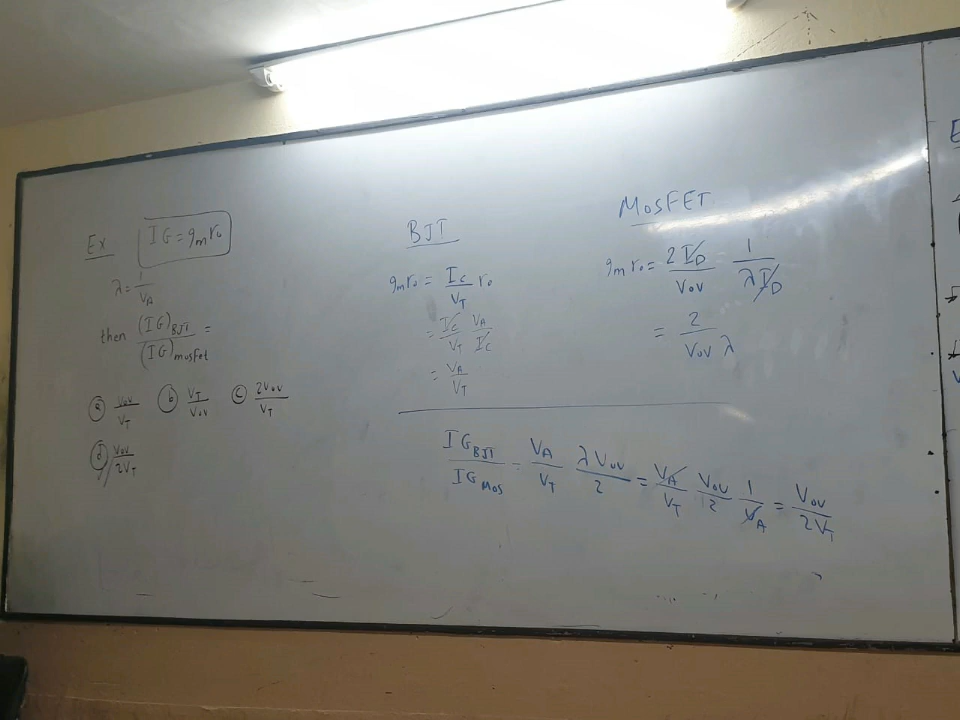 Ex IG = gm ro
λ = 1/VA
then (IG)BJT / (IG)mosfet =
ⓐ Vov/VT ⓑ VT/Vov ⓒ 2Vov/VT
ⓓ Vov/2VT
BJT
gm ro = IC/VT ro
= IC/VT VA/IC
= VA/VT
MOSFET
gm ro = 2ID/Vov 1/λID
= 2/Vov λ
IGBJT/IGMOS = VA/VT λVov/2 = VA/VT Vov/2 1/VA = Vov/2VT